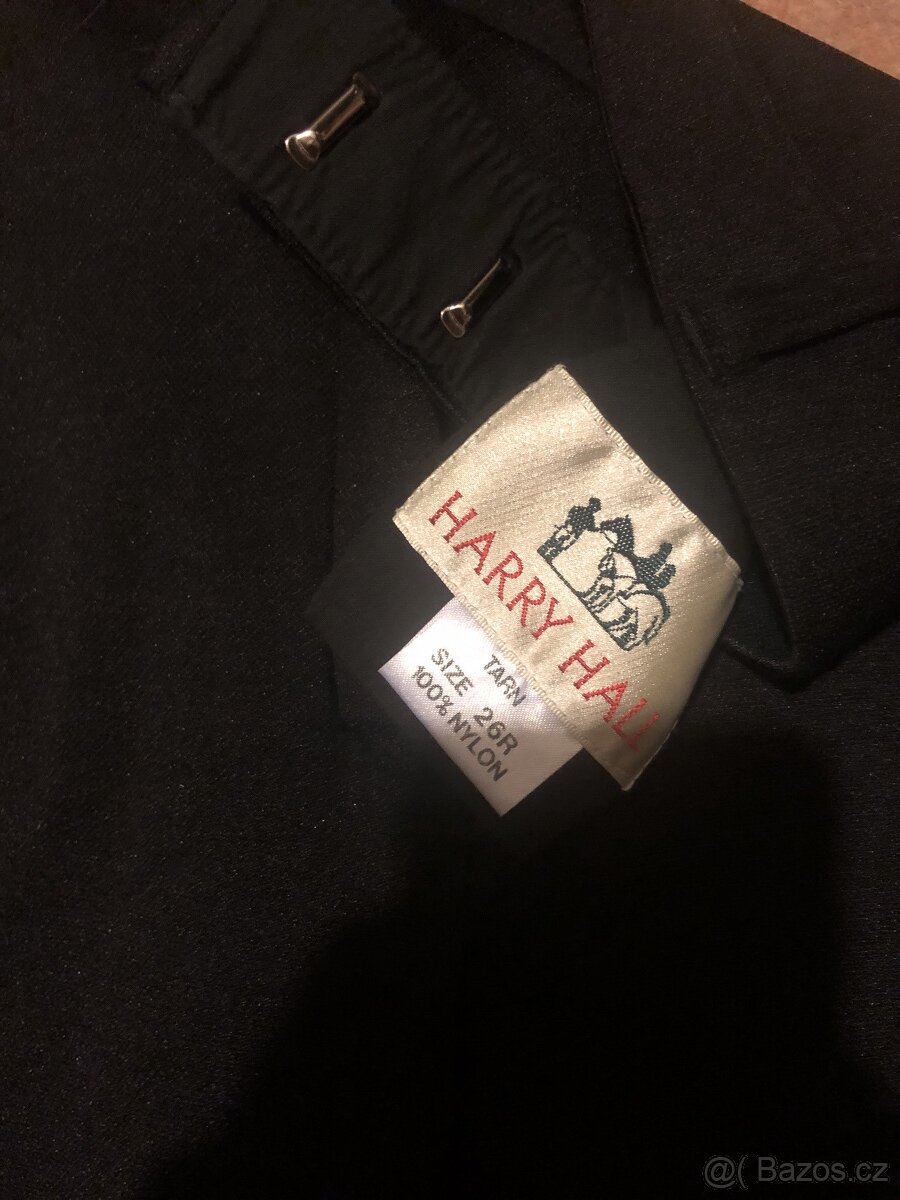 HARRY HALL
TARN
SIZE 26R
100% NYLON
@( Bazos.cz